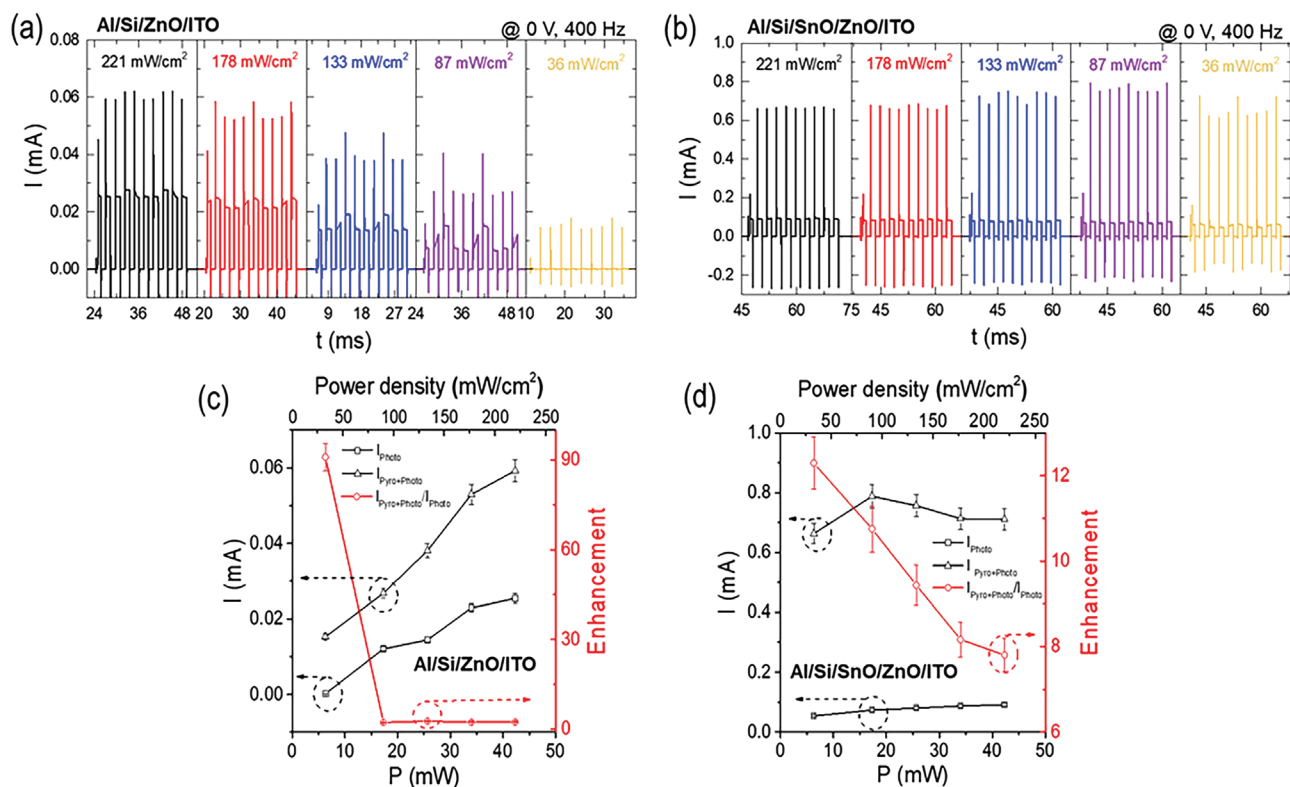 (a)
Al/Si/ZnO/ITO
@ 0 V, 400 Hz
221 mW/cm²
178 mW/cm²
133 mW/cm²
87 mW/cm²
36 mW/cm²
0.08
0.06
0.04
0.02
0.00
I (mA)
24 36 48 20 30 40 9 18 27 24 36 48 10 20 30
t (ms)
(b)
Al/Si/SnO/ZnO/ITO
@ 0 V, 400 Hz
221 mW/cm²
178 mW/cm²
133 mW/cm²
87 mW/cm²
36 mW/cm²
1.0
0.8
0.6
0.4
0.2
0.0
-0.2
I (mA)
45 60 75 45 60 45 60 45 60 45 60
t (ms)
(c)
Power density (mW/cm²)
0 50 100 150 200 250
I Photo
I Pyro+Photo
I Pyro+Photo/I Photo
0.06
0.04
0.02
0.00
I (mA)
90
60
30
0
Enhancement
Al/Si/ZnO/ITO
0 10 20 30 40 50
P (mW)
(d)
Power density (mW/cm²)
0 50 100 150 200 250
1.0
0.8
0.6
0.4
0.2
0.0
I (mA)
I Photo
I Pyro+Photo
I Pyro+Photo/I Photo
12
10
8
6
Enhancement
Al/Si/SnO/ZnO/ITO
0 10 20 30 40 50
P (mW)